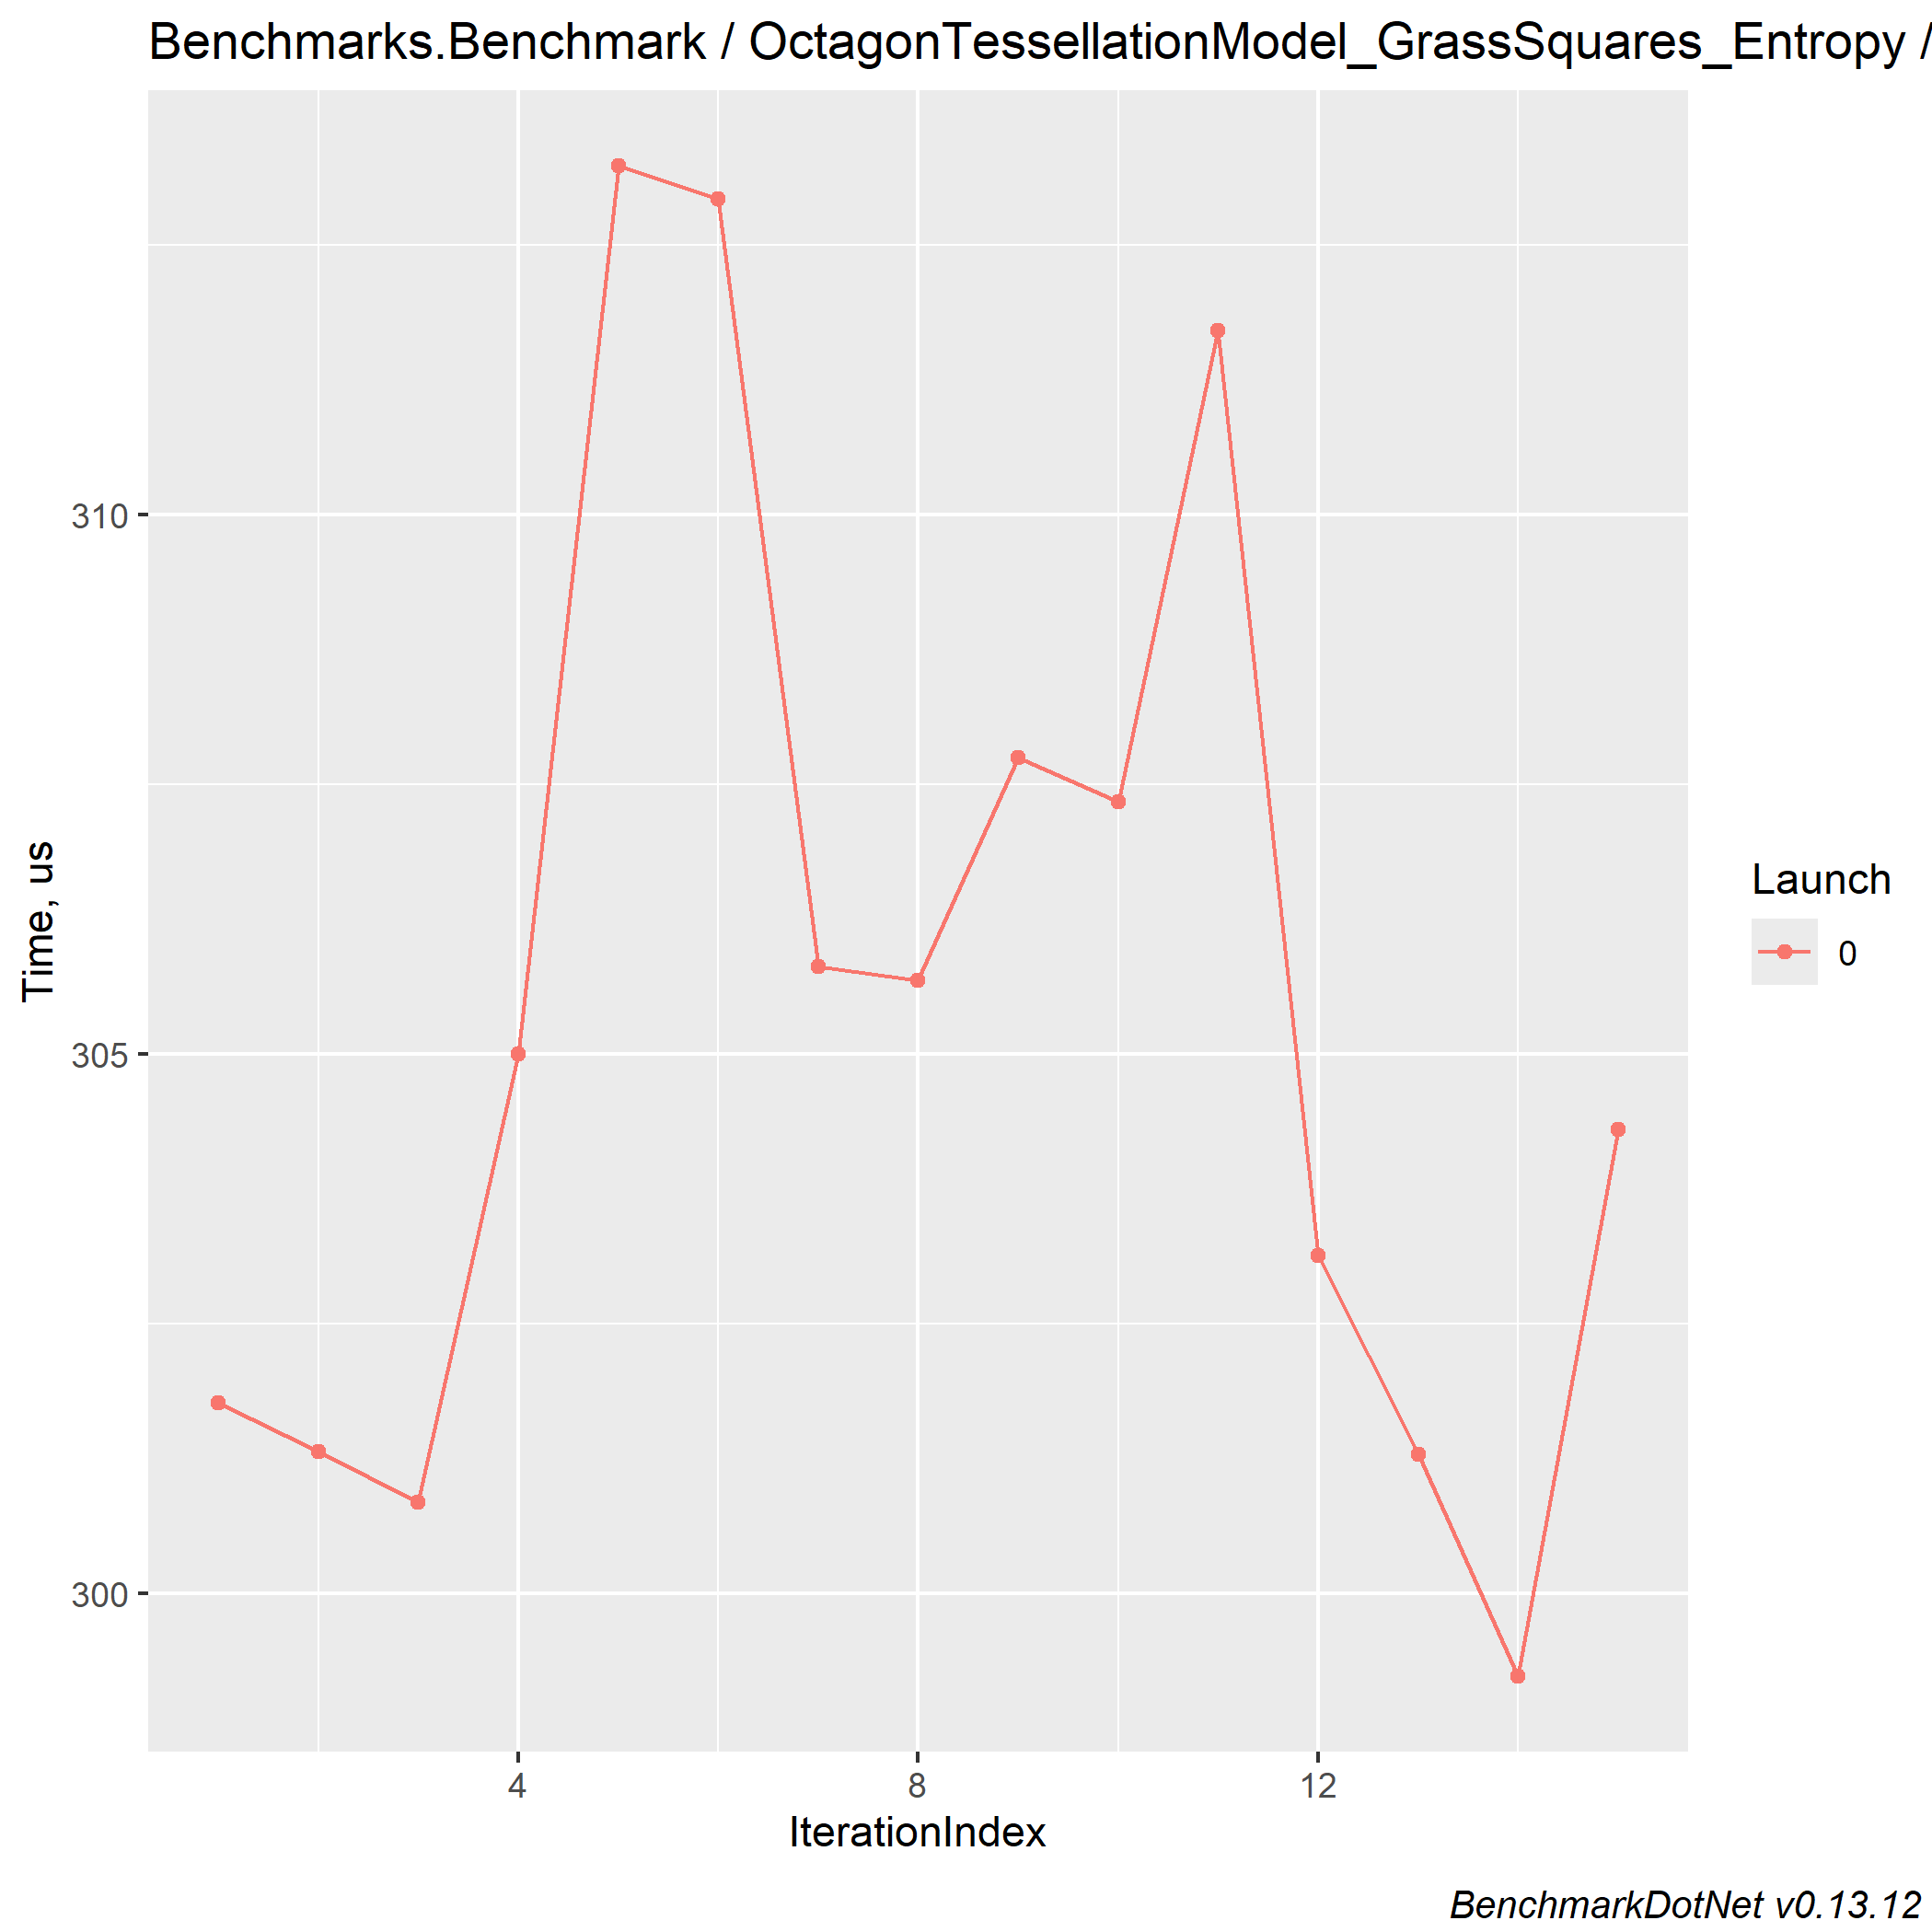 Benchmarks.Benchmark / OctagonTessellationModel_GrassSquares_Entropy /
310
305
300
Time, us
4 8 12
IterationIndex
Launch
0
BenchmarkDotNet v0.13.12